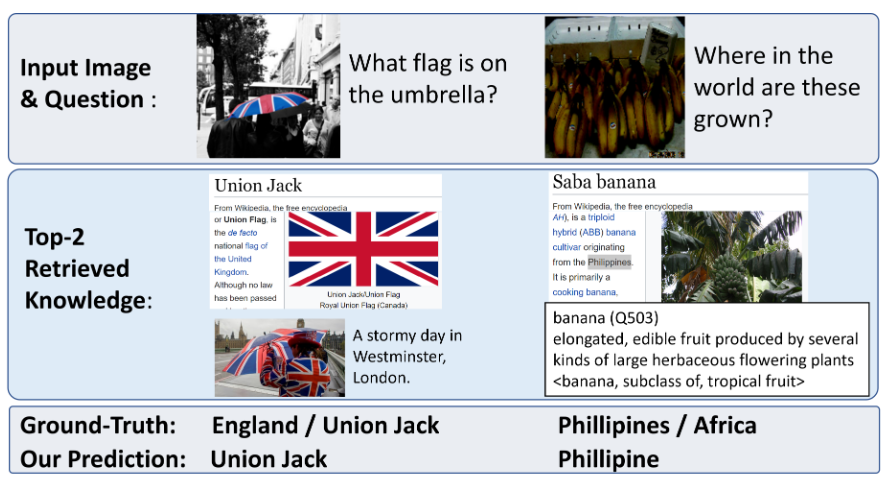 Input Image
& Question :
What flag is on
the umbrella?
Where in the
world are these
grown?
Top-2
Retrieved
Knowledge:
Union Jack
From Wikipedia, the free encyclopedia
or Union Flag, is
the de facto
national flag of
the United
Kingdom.
Although no law
has been passed
Union Jack/Union Flag
Royal Union Flag (Canada)
A stormy day in
Westminster,
London.
Saba banana
From Wikipedia, the free encyclopedia
AH), is a triploid
hybrid (ABB) banana
cultivar originating
from the Philippines.
It is primarily a
cooking banana,
banana (Q503)
elongated, edible fruit produced by several
kinds of large herbaceous flowering plants
<banana, subclass of, tropical fruit>
Ground-Truth: England / Union Jack Phillipines / Africa
Our Prediction: Union Jack Phillipine